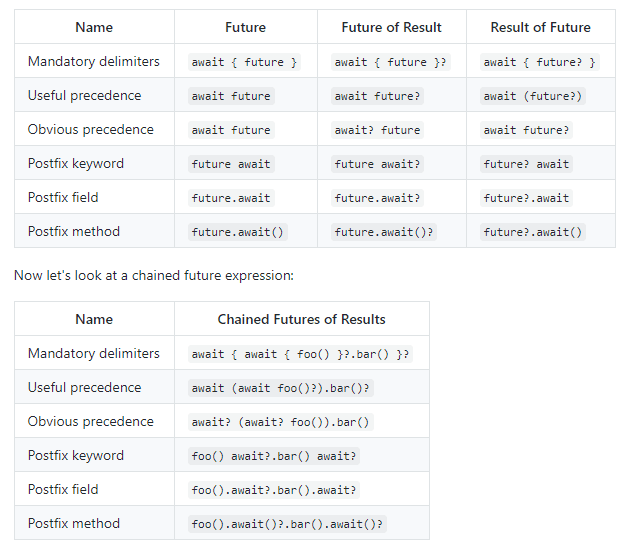 Name Future Future of Result Result of Future
Mandatory delimiters await { future } await { future }? await { future? }
Useful precedence await future await future? await (future?)
Obvious precedence await future await? future await future?
Postfix keyword future await future await? future? await
Postfix field future.await future.await? future?.await
Postfix method future.await() future.await()? future?.await()
Now let's look at a chained future expression:
Name Chained Futures of Results
Mandatory delimiters await { await { foo() }?.bar() }?
Useful precedence await (await foo()?).bar()?
Obvious precedence await? (await? foo()).bar()
Postfix keyword foo() await?.bar() await?
Postfix field foo().await?.bar().await?
Postfix method foo().await()?.bar().await()?